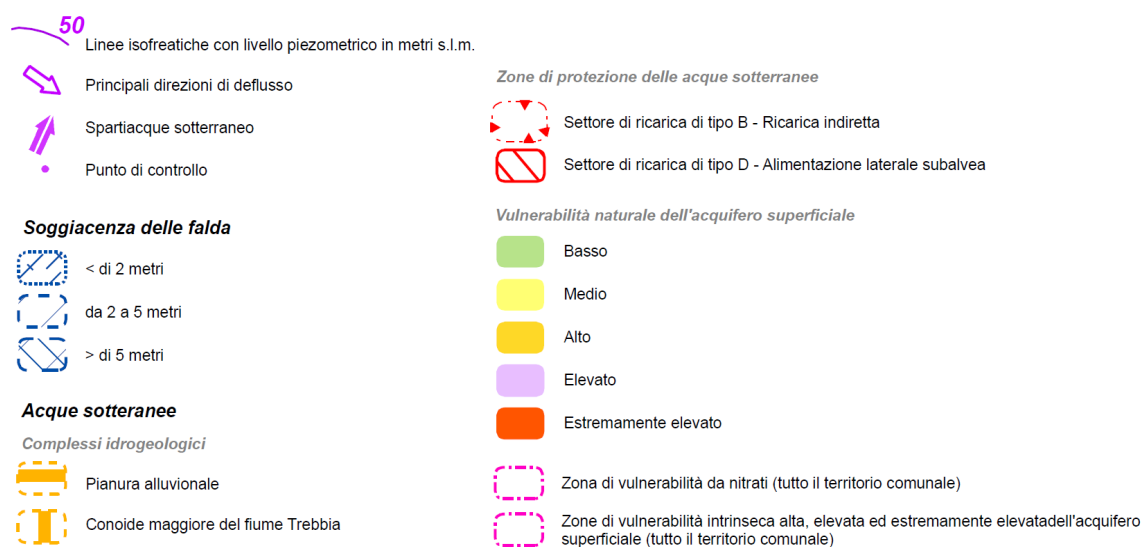 50
Linee isofreatiche con livello piezometrico in metri s.l.m.
Principali direzioni di deflusso
Spartiacque sotterraneo
Punto di controllo
Soggiacenza delle falda
< di 2 metri
da 2 a 5 metri
> di 5 metri
Acque sotteranee
Complessi idrogeologici
Pianura alluvionale
Conoide maggiore del fiume Trebbia
Zone di protezione delle acque sotterranee
Settore di ricarica di tipo B - Ricarica indiretta
Settore di ricarica di tipo D - Alimentazione laterale subalvea
Vulnerabilità naturale dell'acquifero superficiale
Basso
Medio
Alto
Elevato
Estremamente elevato
Zona di vulnerabilità da nitrati (tutto il territorio comunale)
Zone di vulnerabilità intrinseca alta, elevata ed estremamente elevatadell'acquifero
superficiale (tutto il territorio comunale)